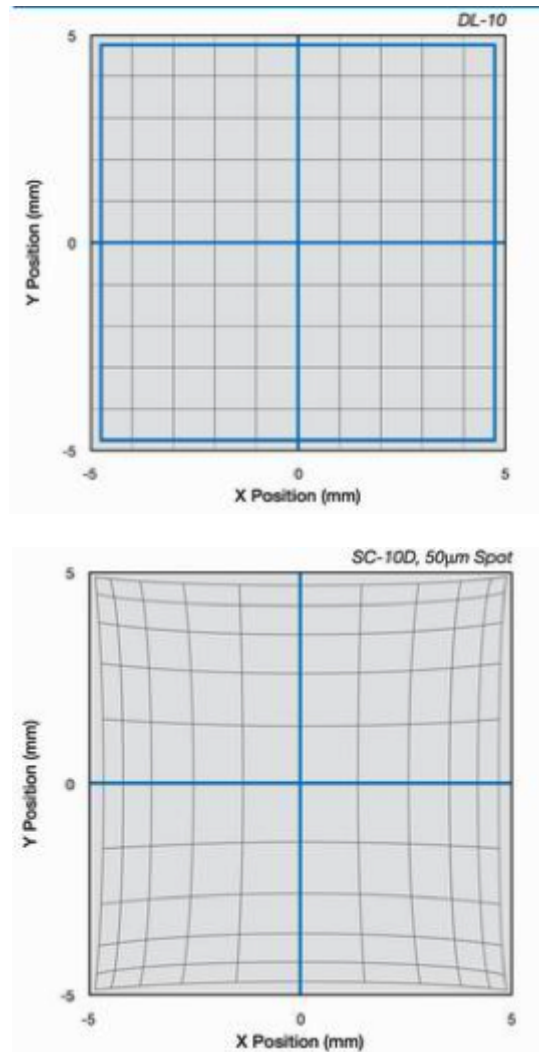 DL-10
5
Y Position (mm)
0
-5
-5 0 5
X Position (mm)
SC-10D, 50µm Spot
5
Y Position (mm)
0
-5
-5 0 5
X Position (mm)